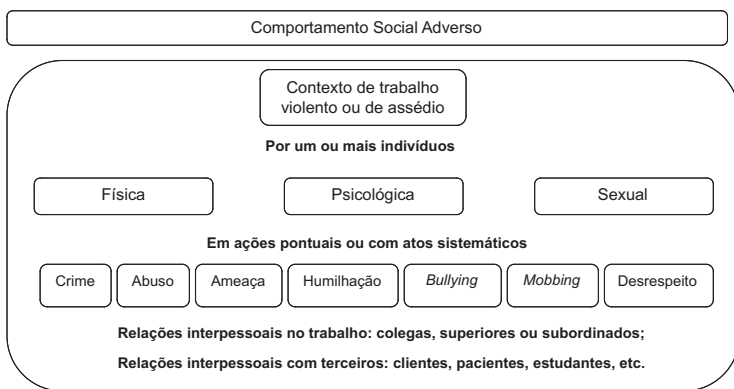 Comportamento Social Adverso
Contexto de trabalho
violento ou de assédio
Por um ou mais indivíduos
Física Psicológica Sexual
Em ações pontuais ou com atos sistemáticos
Crime Abuso Ameaça Humilhação Bullying Mobbing Desrespeito
Relações interpessoais no trabalho: colegas, superiores ou subordinados;
Relações interpessoais com terceiros: clientes, pacientes, estudantes, etc.